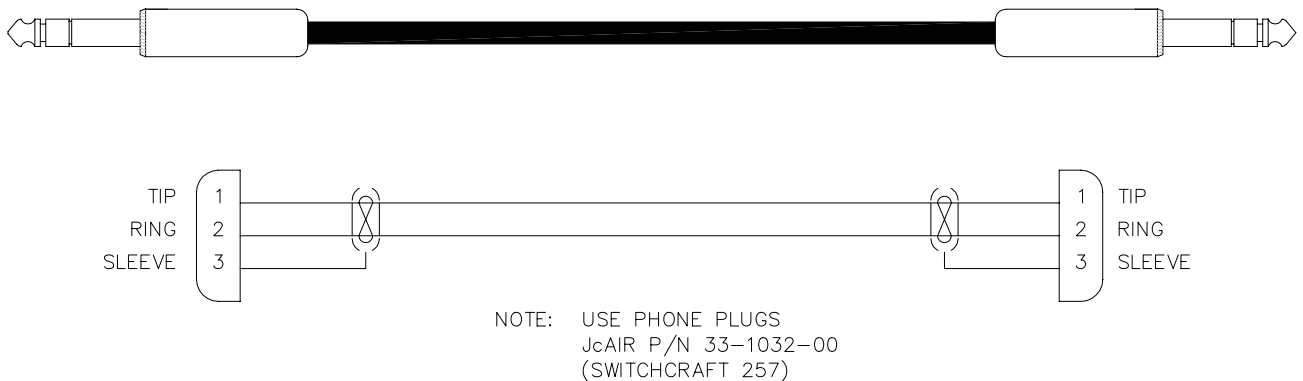 TIP 1 1 TIP
RING 2 2 RING
SLEEVE 3 3 SLEEVE
NOTE: USE PHONE PLUGS
JcAIR P/N 33-1032-00
(SWITCHCRAFT 257)